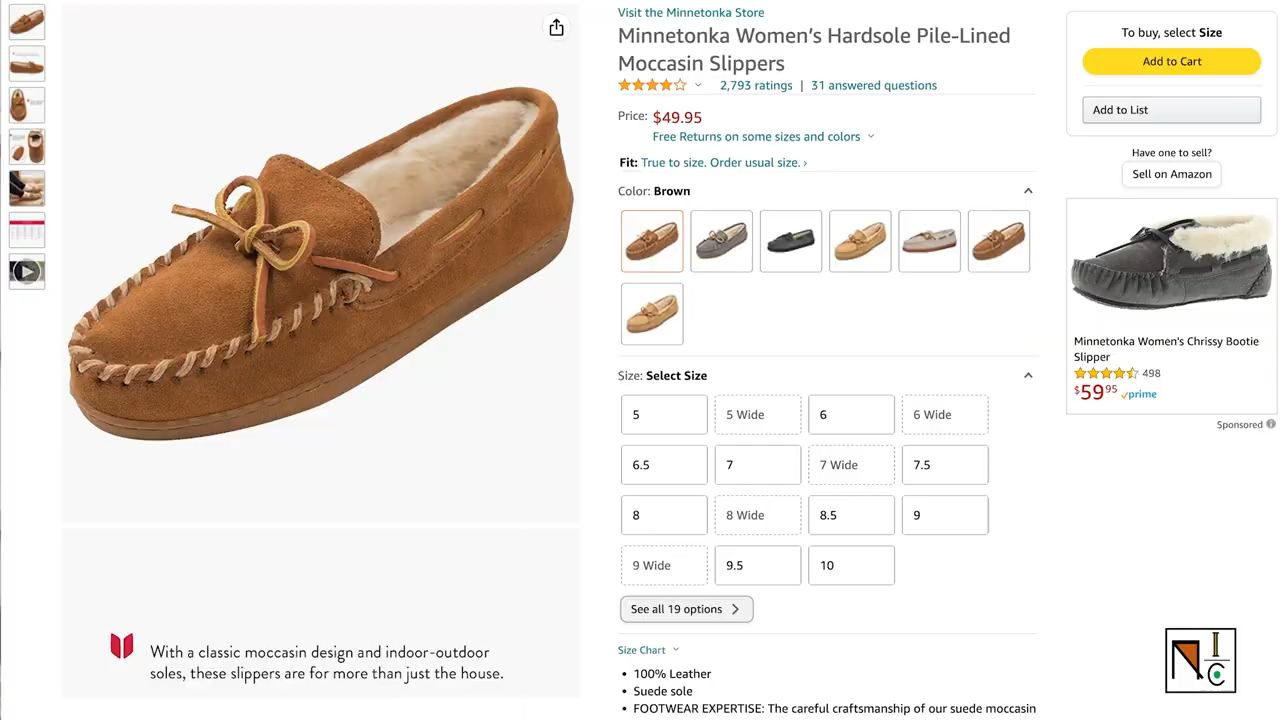 Visit the Minnetonka Store
Minnetonka Women's Hardsole Pile-Lined
Moccasin Slippers
2,793 ratings | 31 answered questions
Price: $49.95
Free Returns on some sizes and colors
Fit: True to size. Order usual size. ›
Color: Brown
Size: Select Size
5
5 Wide
6
6 Wide
6.5
7
7 Wide
7.5
8
8 Wide
8.5
9
9 Wide
9.5
10
See all 19 options
Size Chart
• 100% Leather
• Suede sole
• FOOTWEAR EXPERTISE: The careful craftsmanship of our suede moccasin
With a classic moccasin design and indoor-outdoor
soles, these slippers are for more than just the house.
To buy, select Size
Add to Cart
Add to List
Have one to sell?
Sell on Amazon
Minnetonka Women's Chrissy Bootie
Slipper
498
$59.95 prime
Sponsored
N I C